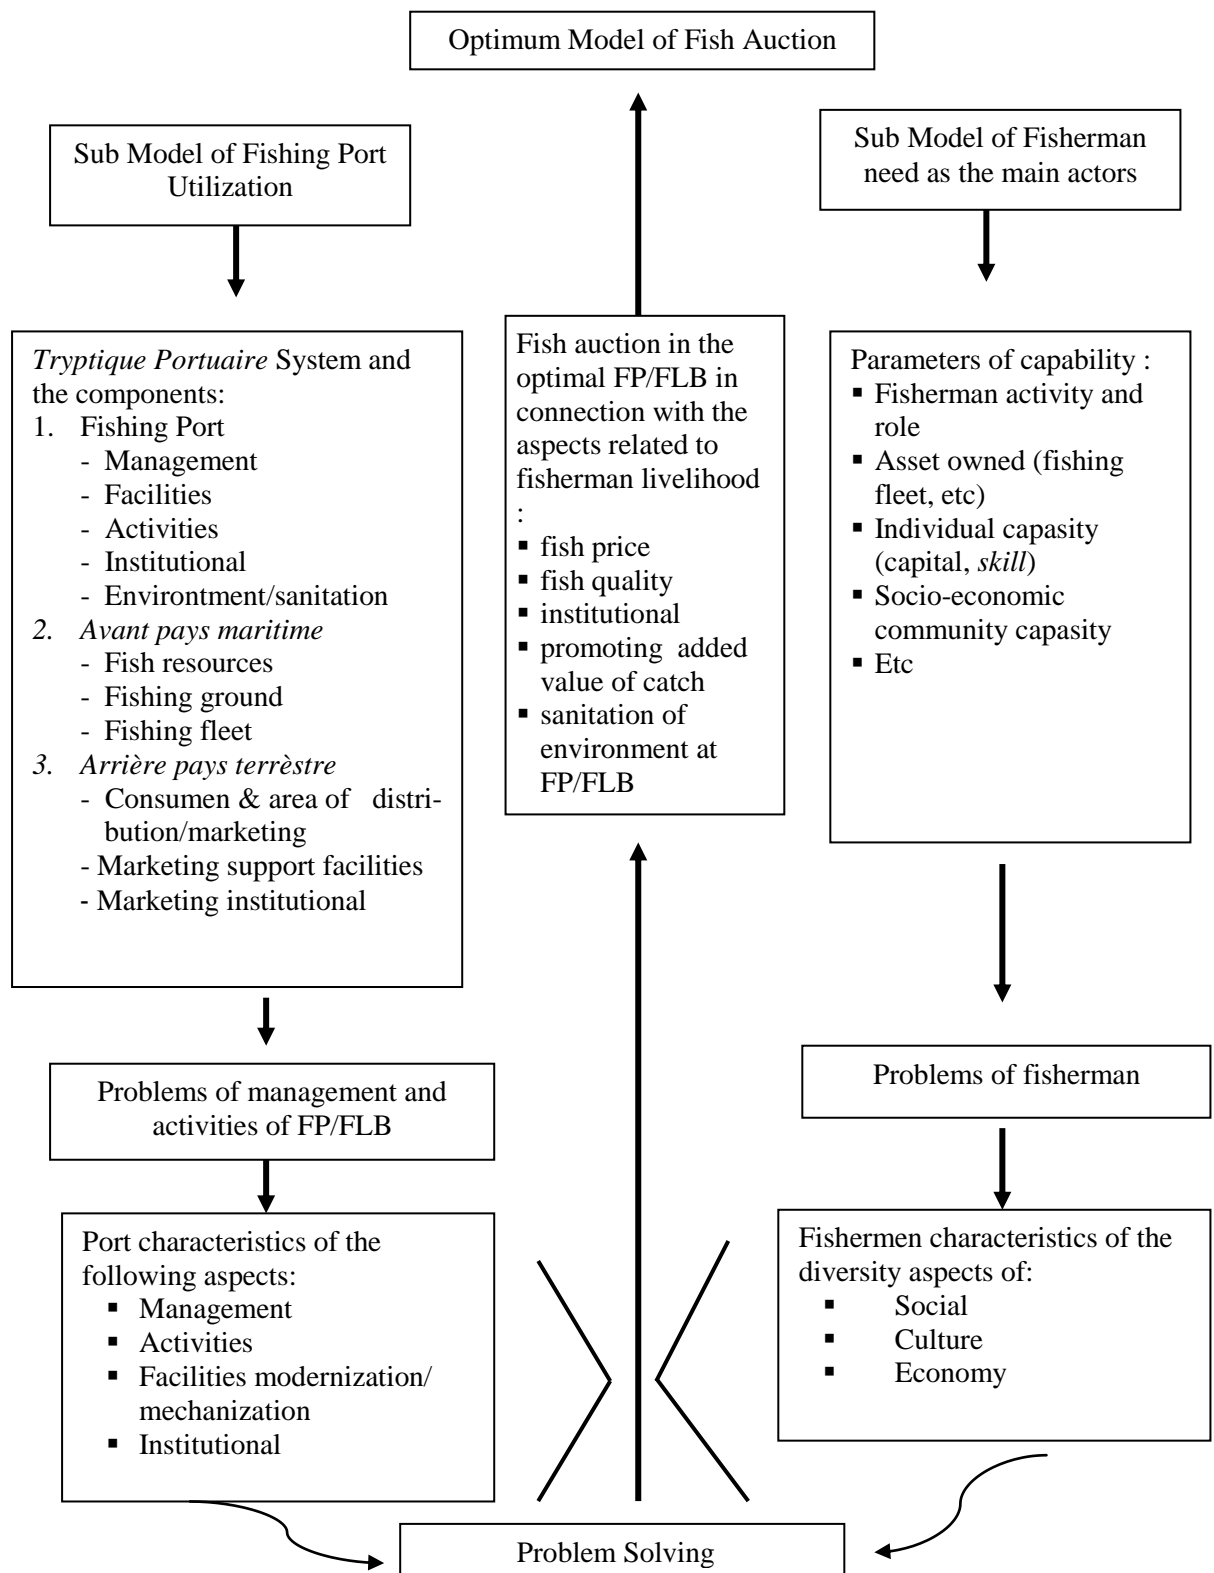 Optimum Model of Fish Auction
Sub Model of Fishing Port
Utilization
Sub Model of Fisherman
need as the main actors
Tryptique Portuaire System and
the components:
1. Fishing Port
- Management
- Facilities
- Activities
- Institutional
- Environtment/sanitation
2. Avant pays maritime
- Fish resources
- Fishing ground
- Fishing fleet
3. Arrière pays terrèstre
- Consumen & area of distri-
bution/marketing
- Marketing support facilities
- Marketing institutional
Fish auction in the
optimal FP/FLB in
connection with the
aspects related to
fisherman livelihood
:
▪ fish price
▪ fish quality
▪ institutional
▪ promoting added
value of catch
▪ sanitation of
environment at
FP/FLB
Parameters of capability :
▪ Fisherman activity and
role
▪ Asset owned (fishing
fleet, etc)
▪ Individual capasity
(capital, skill)
▪ Socio-economic
community capasity
▪ Etc
Problems of management and
activities of FP/FLB
Problems of fisherman
Port characteristics of the
following aspects:
▪ Management
▪ Activities
▪ Facilities modernization/
mechanization
▪ Institutional
Fishermen characteristics of the
diversity aspects of:
▪ Social
▪ Culture
▪ Economy
Problem Solving